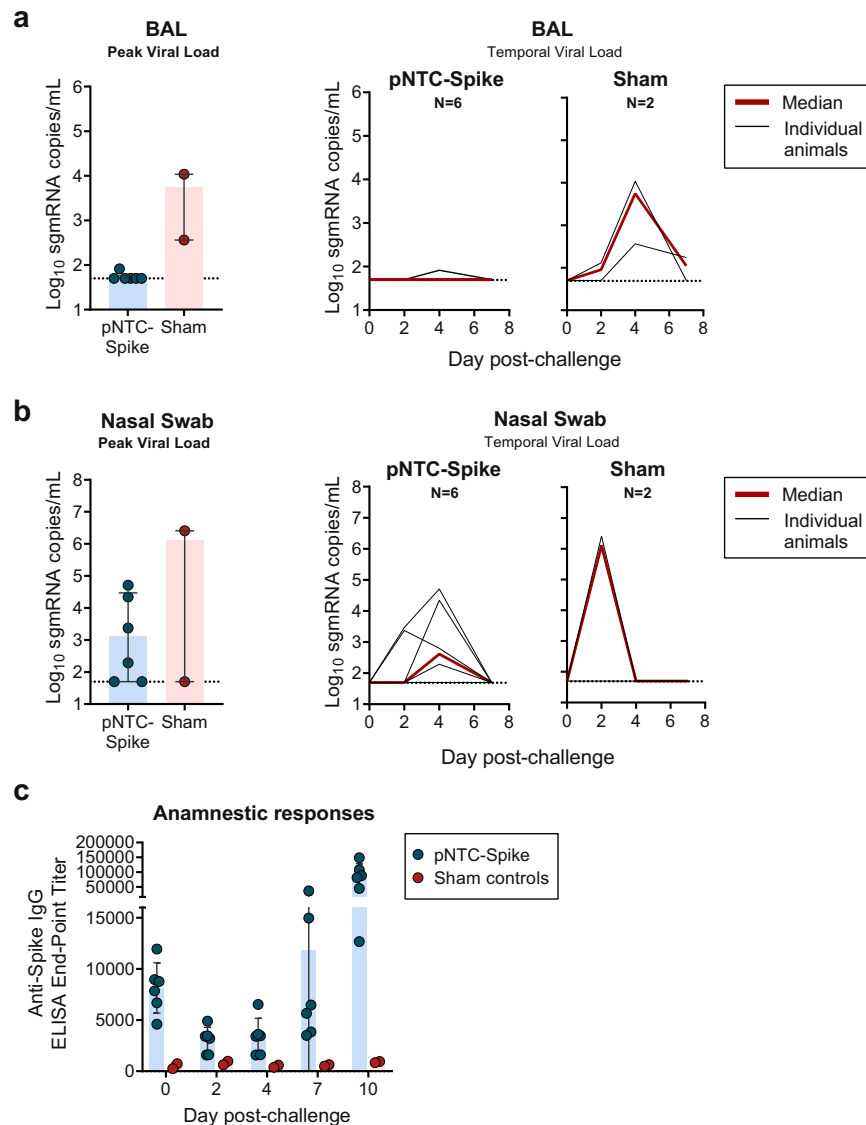 a
BAL
Peak Viral Load
BAL
Temporal Viral Load
pNTC-Spike
N=6
Sham
N=2
Median
Individual
animals
Log10 sgmRNA copies/mL
6
5
4
3
2
1
pNTC-
Spike
Sham
Log10 sgmRNA copies/mL
6
5
4
3
2
1
0 2 4 6 8
0 2 4 6 8
Day post-challenge
b
Nasal Swab
Peak Viral Load
Nasal Swab
Temporal Viral Load
pNTC-Spike
N=6
Sham
N=2
Median
Individual
animals
Log10 sgmRNA copies/mL
8
7
6
5
4
3
2
1
pNTC-
Spike
Sham
Log10 sgmRNA copies/mL
8
7
6
5
4
3
2
1
0 2 4 6 8
0 2 4 6 8
Day post-challenge
c
Anamnestic responses
pNTC-Spike
Sham controls
Anti-Spike IgG
ELISA End-Point Titer
200000
150000
100000
50000
15000
10000
5000
0
0 2 4 7 10
Day post-challenge